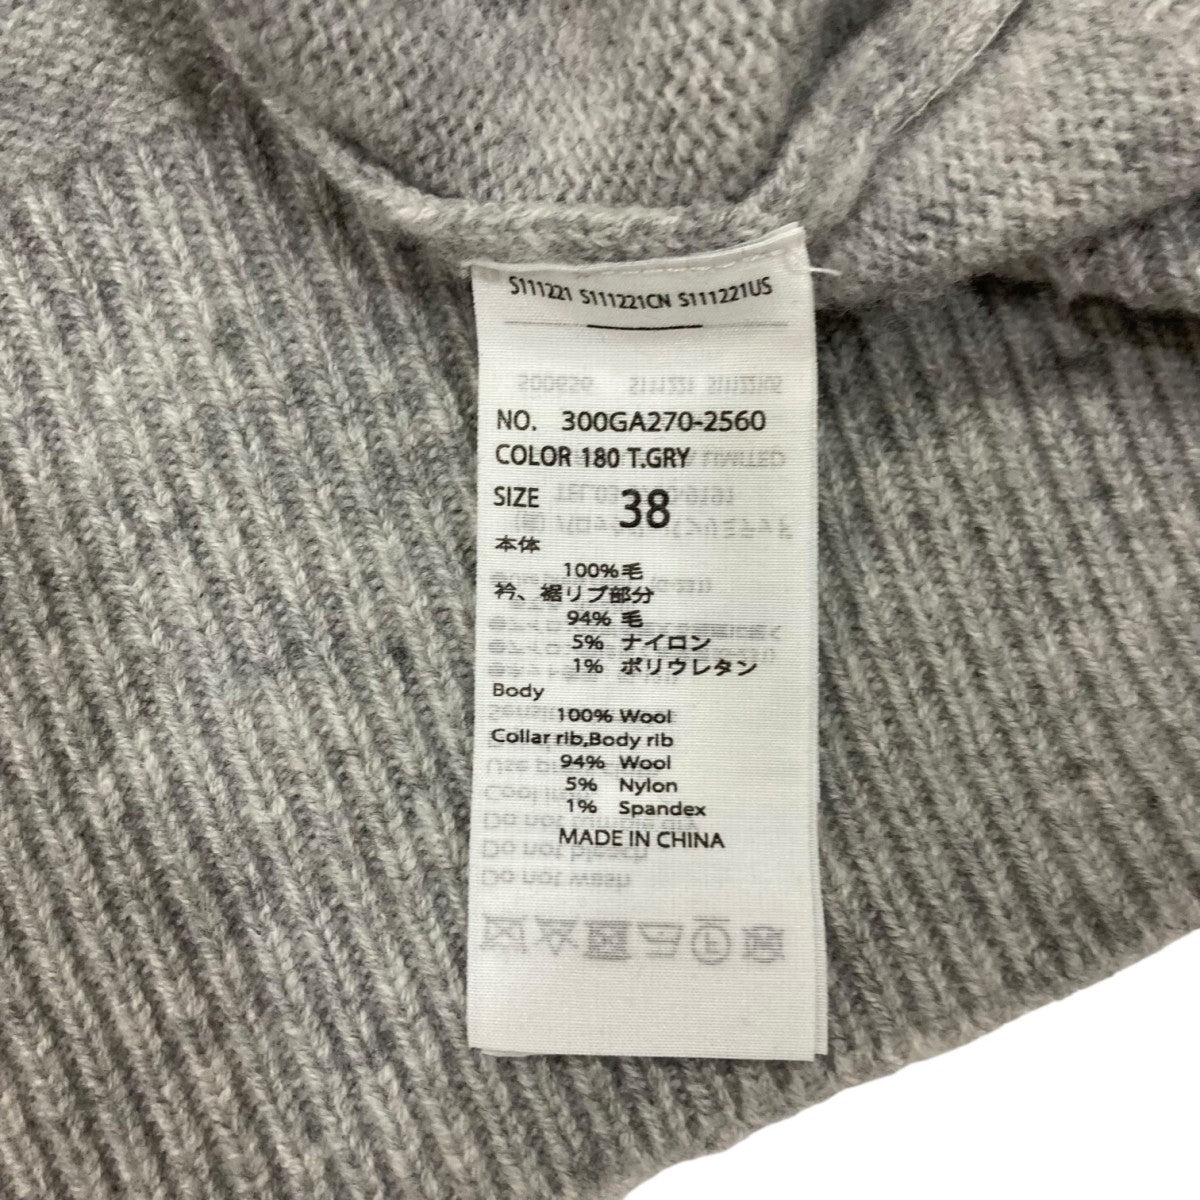 S111221 S111221CN S111221US
NO. 300GA270-2560
COLOR 180 T.GRY
SIZE 38
本体
100%毛
衿、裾リブ部分
94% 毛
5% ナイロン
1% ポリウレタン
Body
100% Wool
Collar rib,Body rib
94% Wool
5% Nylon
1% Spandex
MADE IN CHINA